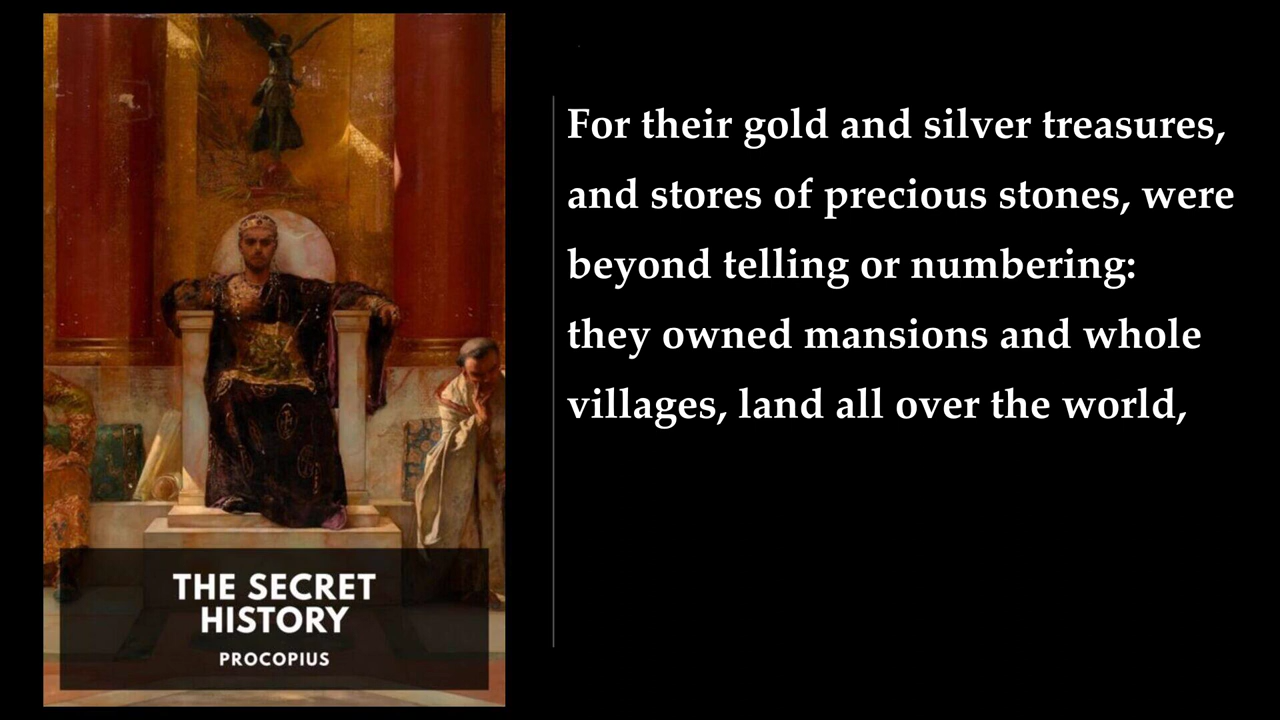 THE SECRET
HISTORY
PROCOPIUS
For their gold and silver treasures,
and stores of precious stones, were
beyond telling or numbering:
they owned mansions and whole
villages, land all over the world,